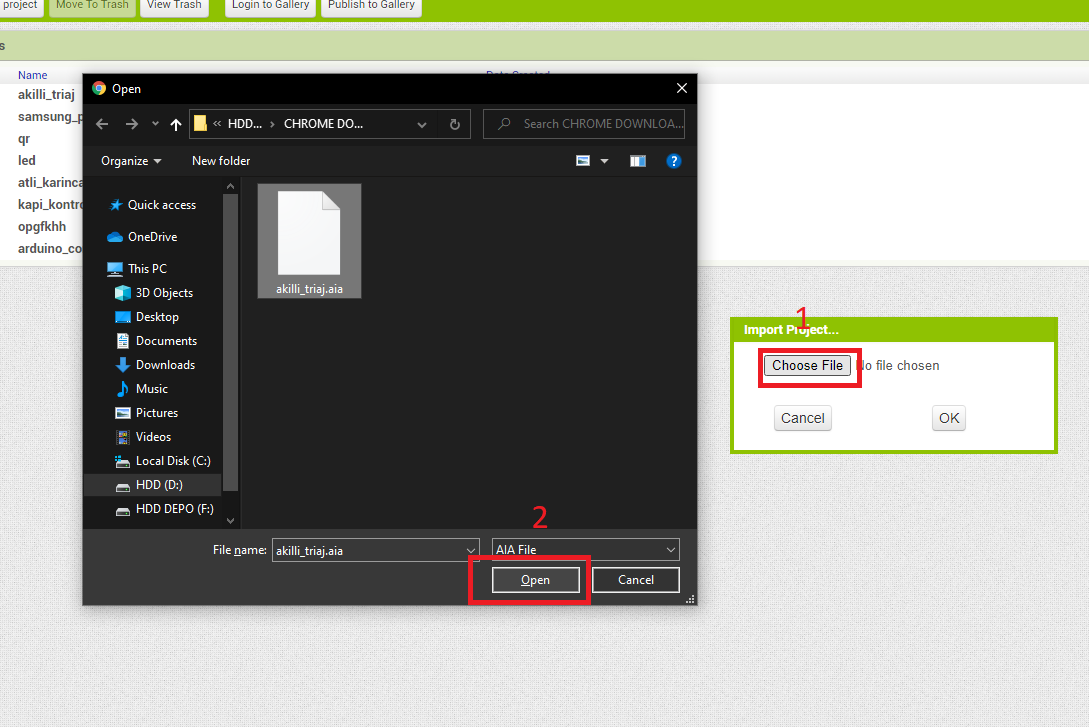 project Move To Trash View Trash Login to Gallery Publish to Gallery
s
Name
akilli_triaj
samsung_p
qr
led
atli_karinca
kapi_kontro
opgfkhh
arduino_co
Open
« HDD... › CHROME DO...
Search CHROME DOWNLOA...
Organize New folder
?
Quick access
OneDrive
This PC
3D Objects
Desktop
Documents
Downloads
Music
Pictures
Videos
Local Disk (C:)
HDD (D:)
HDD DEPO (F:)
akilli_triaj.aia
File name: akilli_triaj.aia
AIA File
2
Open Cancel
1
Import Project...
Choose File No file chosen
Cancel OK